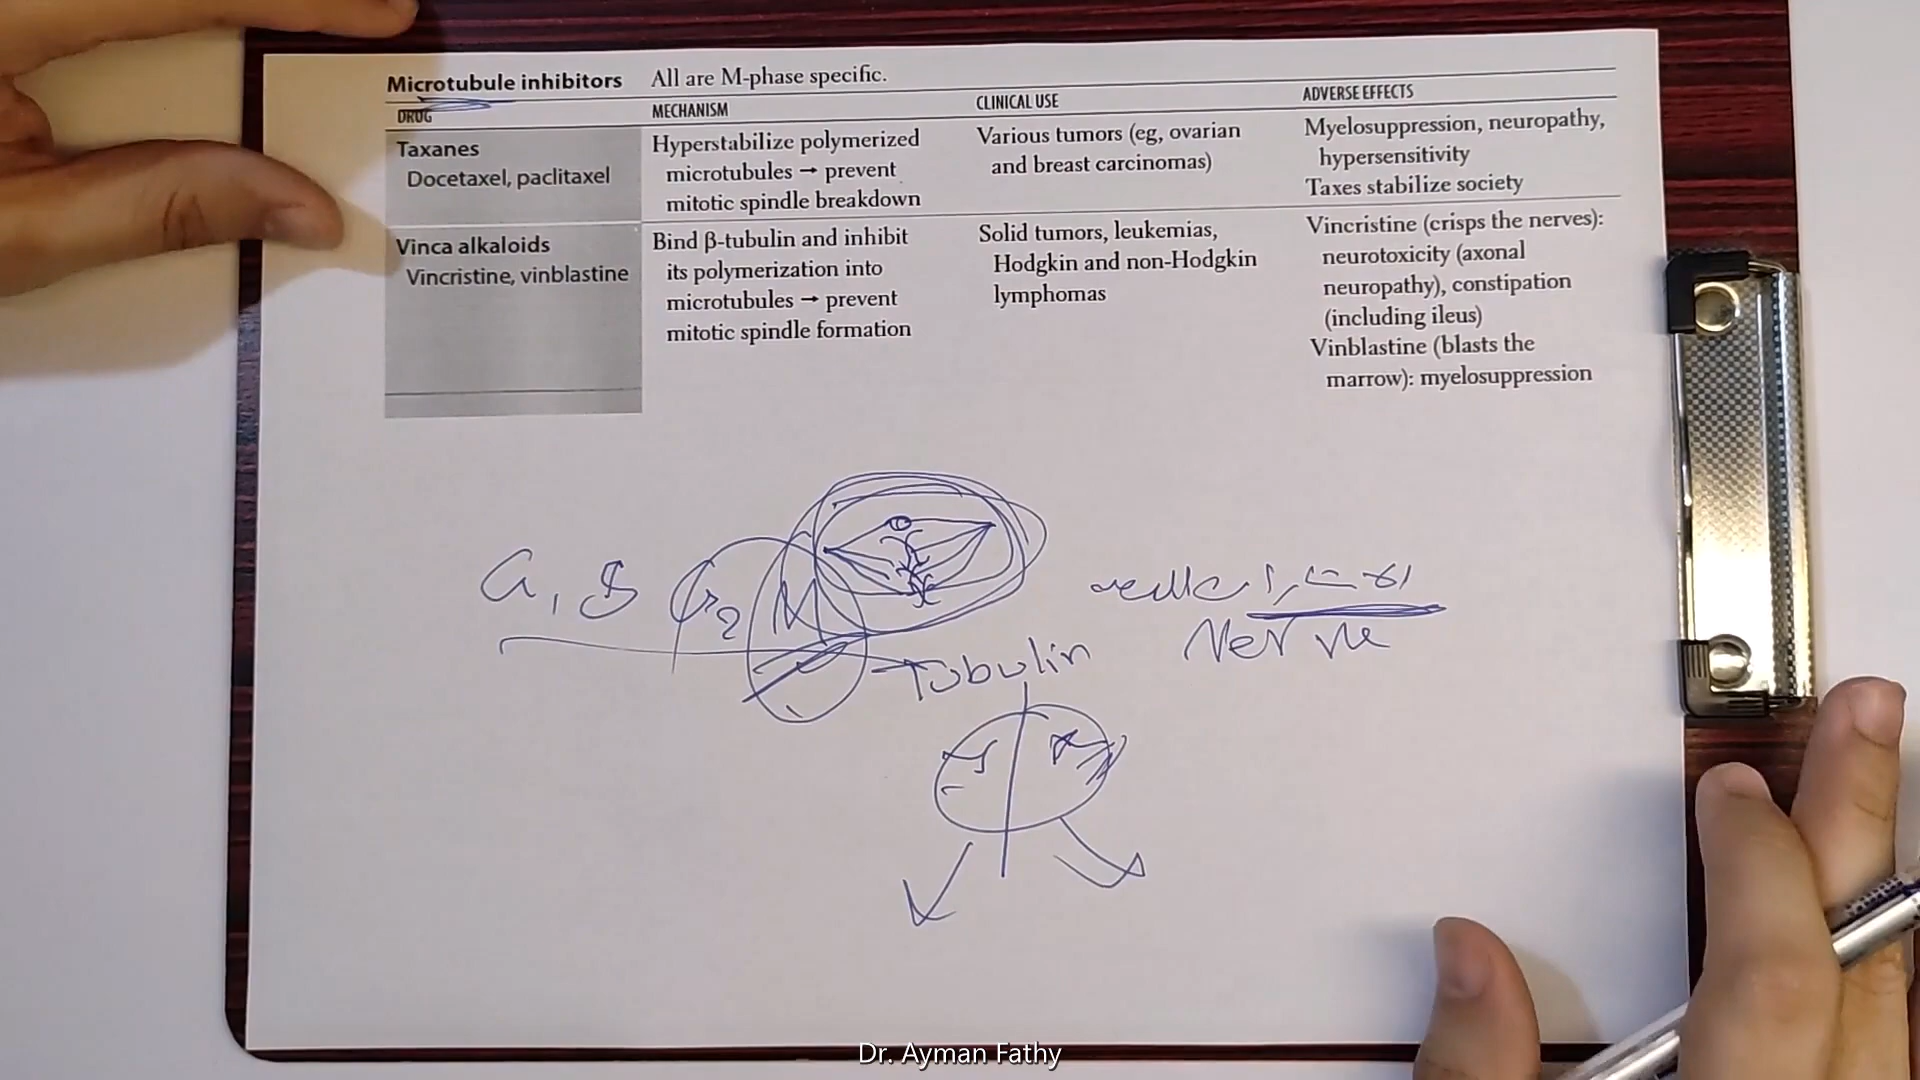 Microtubule inhibitors All are M-phase specific.
DRUG MECHANISM CLINICAL USE ADVERSE EFFECTS
Taxanes
Docetaxel, paclitaxel
Hyperstabilize polymerized
microtubules → prevent
mitotic spindle breakdown
Various tumors (eg, ovarian
and breast carcinomas)
Myelosuppression, neuropathy,
hypersensitivity
Taxes stabilize society
Vinca alkaloids
Vincristine, vinblastine
Bind β-tubulin and inhibit
its polymerization into
microtubules → prevent
mitotic spindle formation
Solid tumors, leukemias,
Hodgkin and non-Hodgkin
lymphomas
Vincristine (crisps the nerves):
neurotoxicity (axonal
neuropathy), constipation
(including ileus)
Vinblastine (blasts the
marrow): myelosuppression
G1 S G2 M
Tubulin
Nerve
Dr. Ayman Fathy